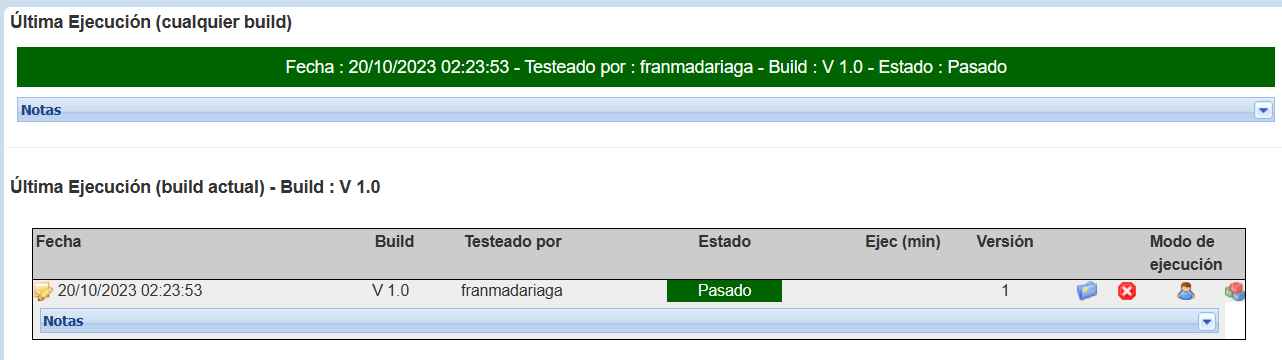 Última Ejecución (cualquier build)
Fecha : 20/10/2023 02:23:53 - Testeado por : franmadariaga - Build : V 1.0 - Estado : Pasado
Notas
Última Ejecución (build actual) - Build : V 1.0
Fecha Build Testeado por Estado Ejec (min) Versión Modo de
ejecución
20/10/2023 02:23:53 V 1.0 franmadariaga Pasado 1
Notas